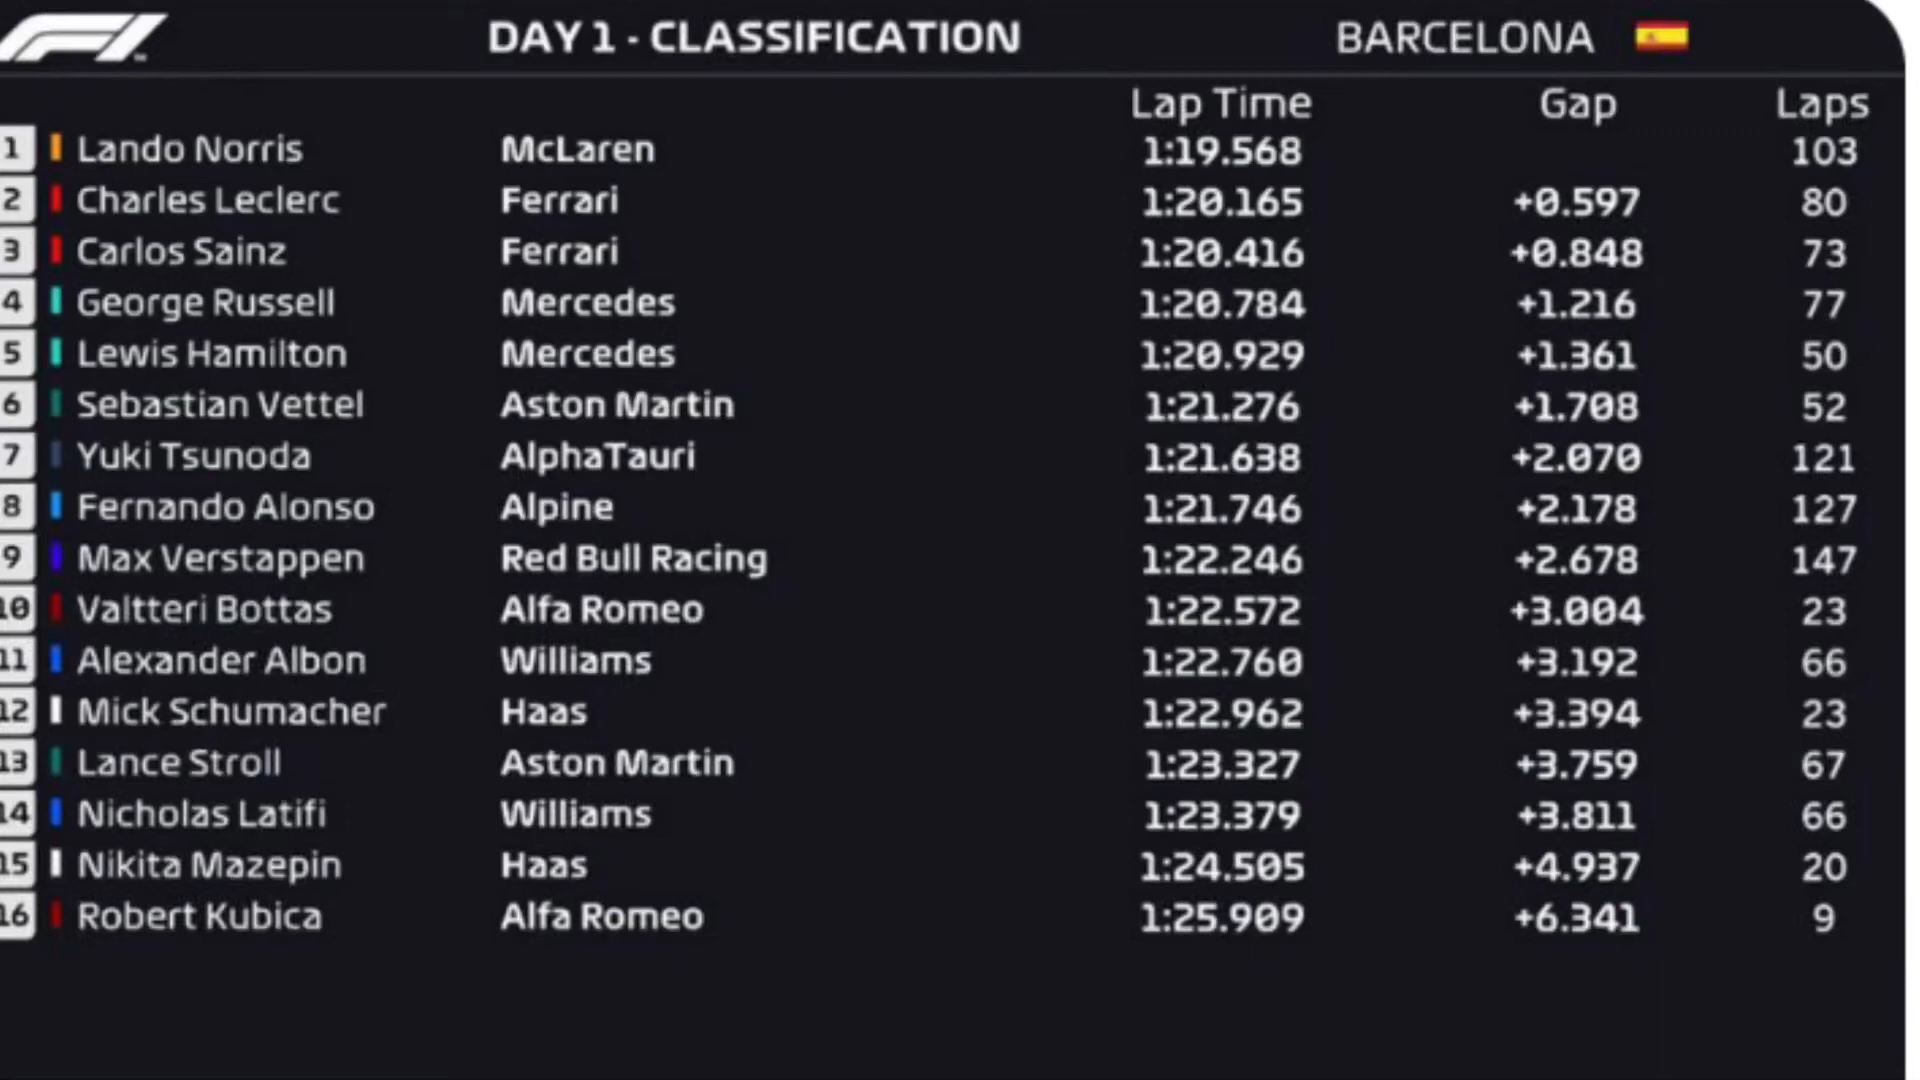 F1 DAY 1 - CLASSIFICATION BARCELONA
Lap Time Gap Laps
1 Lando Norris McLaren 1:19.568 103
2 Charles Leclerc Ferrari 1:20.165 +0.597 80
3 Carlos Sainz Ferrari 1:20.416 +0.848 73
4 George Russell Mercedes 1:20.784 +1.216 77
5 Lewis Hamilton Mercedes 1:20.929 +1.361 50
6 Sebastian Vettel Aston Martin 1:21.276 +1.708 52
7 Yuki Tsunoda AlphaTauri 1:21.638 +2.070 121
8 Fernando Alonso Alpine 1:21.746 +2.178 127
9 Max Verstappen Red Bull Racing 1:22.246 +2.678 147
10 Valtteri Bottas Alfa Romeo 1:22.572 +3.004 23
11 Alexander Albon Williams 1:22.760 +3.192 66
12 Mick Schumacher Haas 1:22.962 +3.394 23
13 Lance Stroll Aston Martin 1:23.327 +3.759 67
14 Nicholas Latifi Williams 1:23.379 +3.811 66
15 Nikita Mazepin Haas 1:24.505 +4.937 20
16 Robert Kubica Alfa Romeo 1:25.909 +6.341 9